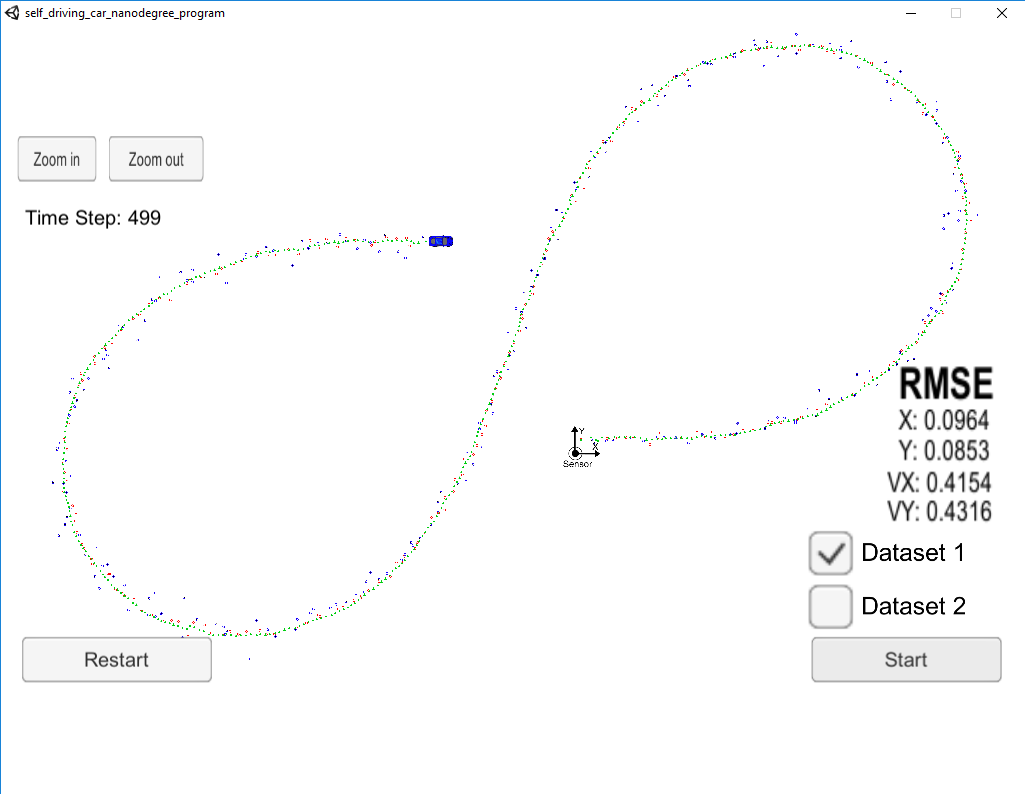 self_driving_car_nanodegree_program
Zoom in
Zoom out
Time Step: 499
Y
X
Sensor
RMSE
X: 0.0964
Y: 0.0853
VX: 0.4154
VY: 0.4316
Dataset 1
Dataset 2
Restart
Start